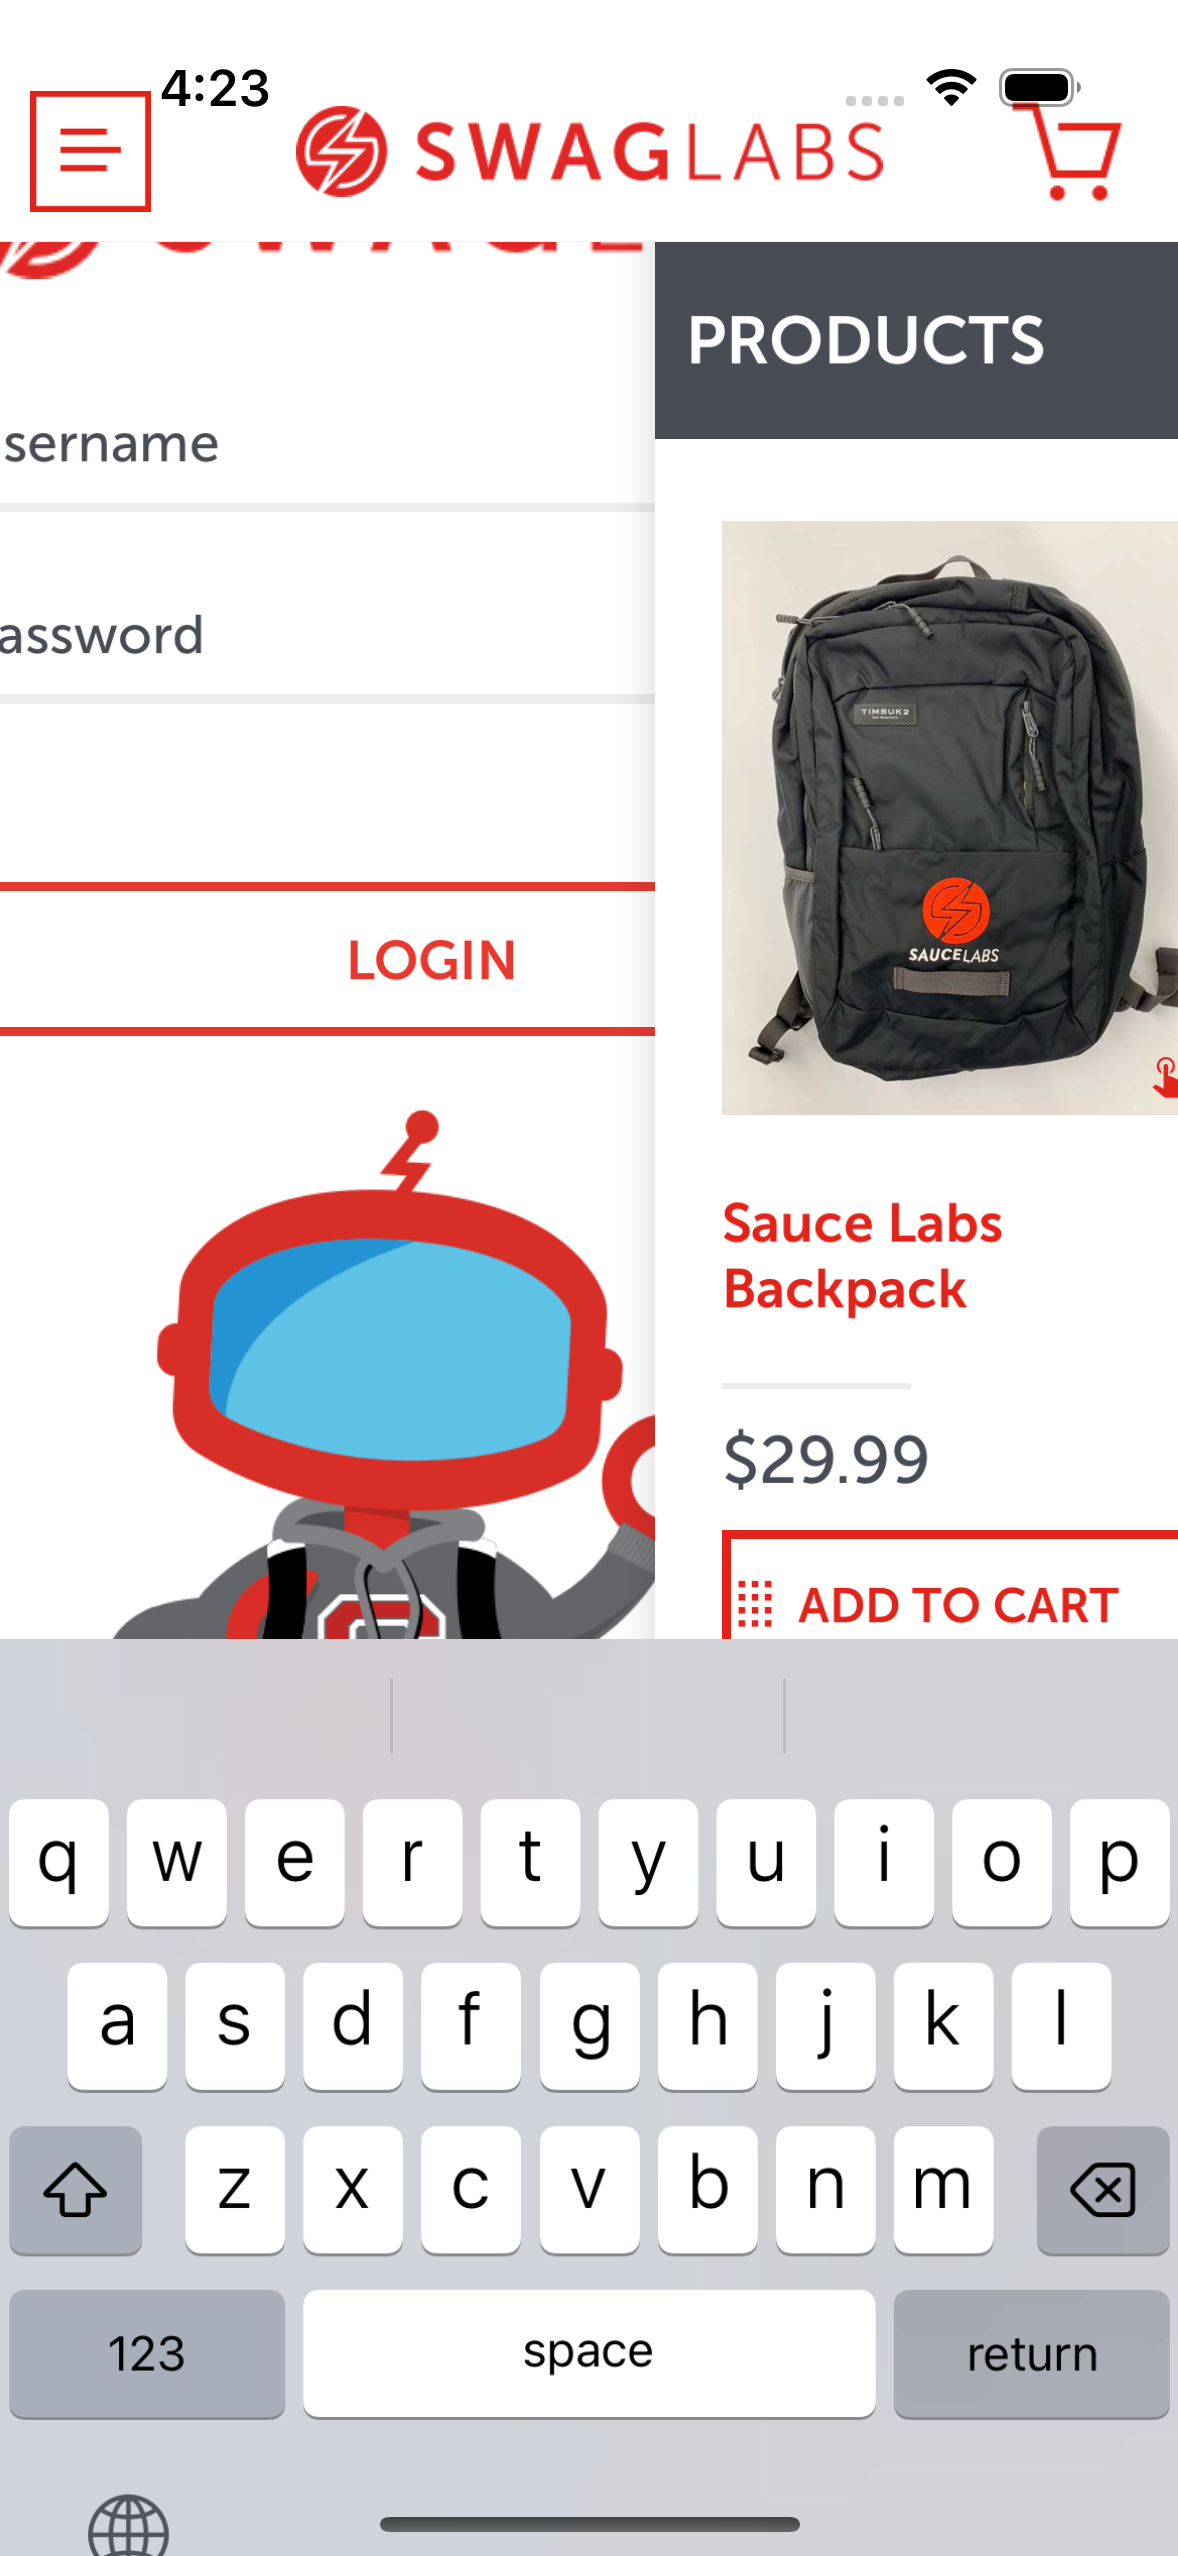 4:23
SWAGLABS
sername
assword
LOGIN
PRODUCTS
TIMBUK2
SAUCELABS
Sauce Labs
Backpack
$29.99
ADD TO CART
q w e r t y u i o p
a s d f g h j k l
z x c v b n m
123 space return